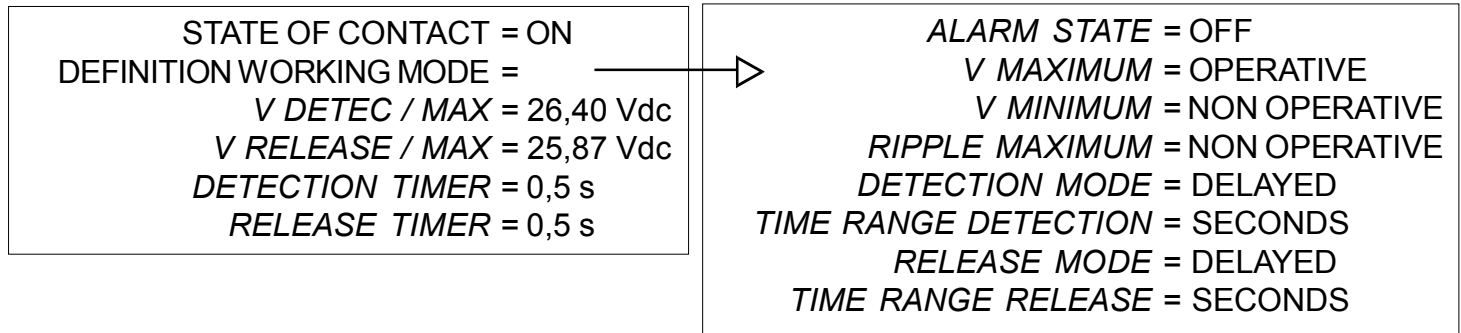 STATE OF CONTACT = ON
DEFINITION WORKING MODE =
V DETEC / MAX = 26,40 Vdc
V RELEASE / MAX = 25,87 Vdc
DETECTION TIMER = 0,5 s
RELEASE TIMER = 0,5 s
ALARM STATE = OFF
V MAXIMUM = OPERATIVE
V MINIMUM = NON OPERATIVE
RIPPLE MAXIMUM = NON OPERATIVE
DETECTION MODE = DELAYED
TIME RANGE DETECTION = SECONDS
RELEASE MODE = DELAYED
TIME RANGE RELEASE = SECONDS